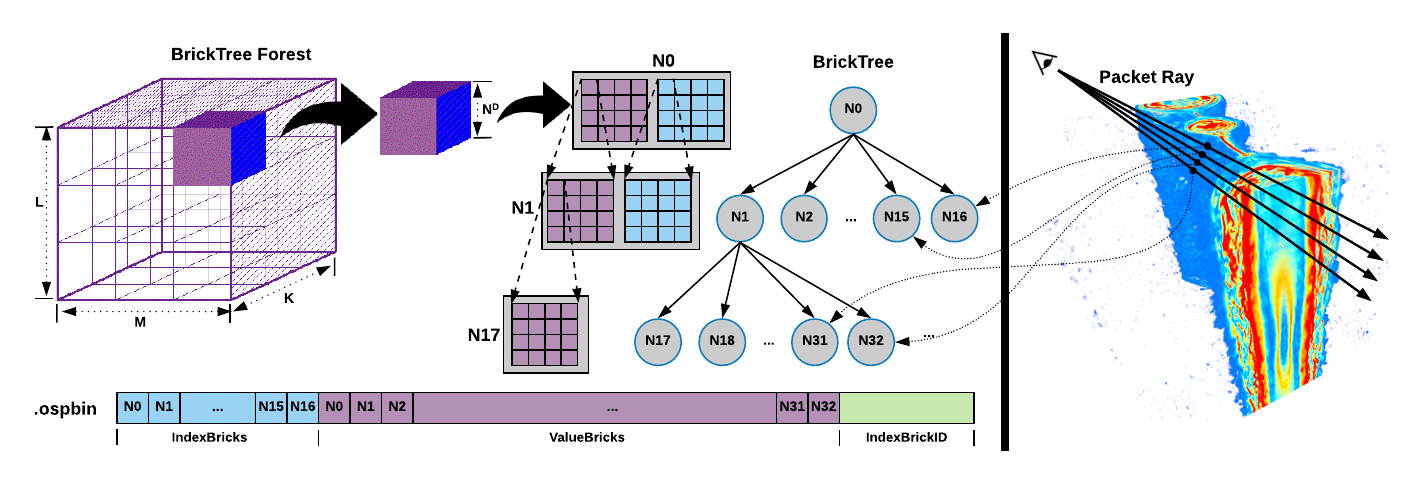 BrickTree Forest
N0
BrickTree
Packet Ray
N^D
N0
L
N1
N1
N2
...
N15
N16
K
M
N17
N17
N18
...
N31
N32
...
.ospbin
N0
N1
...
N15
N16
N0
N1
N2
...
N31
N32
IndexBricks
ValueBricks
IndexBrickID